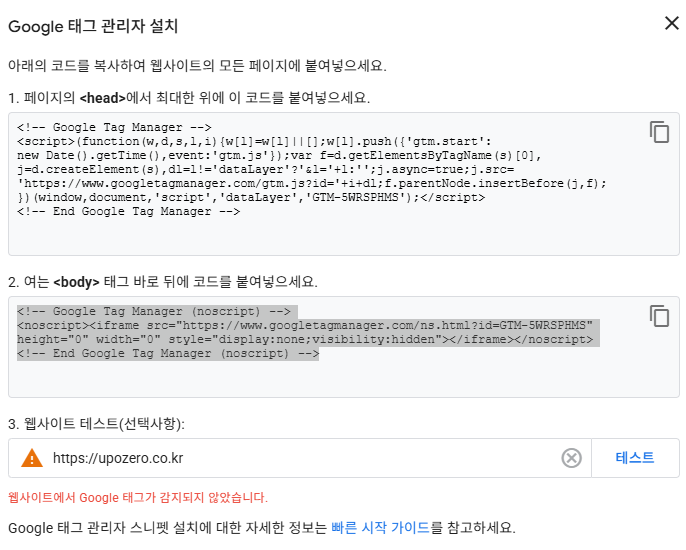 Google 태그 관리자 설치
아래의 코드를 복사하여 웹사이트의 모든 페이지에 붙여넣으세요.
1. 페이지의 <head>에서 최대한 위에 이 코드를 붙여넣으세요.
<!-- Google Tag Manager -->
<script>(function(w,d,s,l,i){w[l]=w[l]||[];w[l].push({'gtm.start':
new Date().getTime(),event:'gtm.js'});var f=d.getElementsByTagName(s)[0],
j=d.createElement(s),dl=l!='dataLayer'?'&l='+l:'';j.async=true;j.src=
'https://www.googletagmanager.com/gtm.js?id='+i+dl;f.parentNode.insertBefore(j,f);
})(window,document,'script','dataLayer','GTM-5WRSPHMS');</script>
<!-- End Google Tag Manager -->
2. 여는 <body> 태그 바로 뒤에 코드를 붙여넣으세요.
<!-- Google Tag Manager (noscript) -->
<noscript><iframe src="https://www.googletagmanager.com/ns.html?id=GTM-5WRSPHMS"
height="0" width="0" style="display:none;visibility:hidden"></iframe></noscript>
<!-- End Google Tag Manager (noscript) -->
3. 웹사이트 테스트(선택사항):
https://upozero.co.kr
테스트
웹사이트에서 Google 태그가 감지되지 않았습니다.
Google 태그 관리자 스니펫 설치에 대한 자세한 정보는 빠른 시작 가이드를 참고하세요.